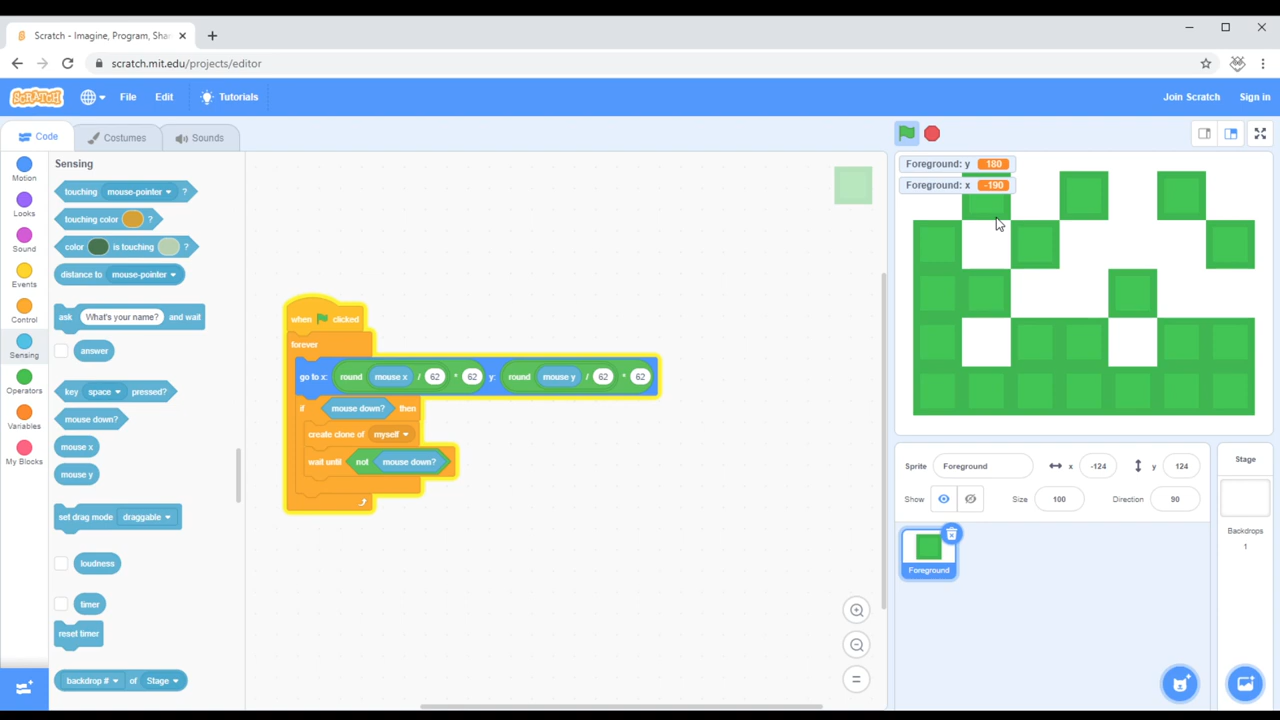 Scratch - Imagine, Program, Sha
scratch.mit.edu/projects/editor
SCRATCH File Edit Tutorials Join Scratch Sign in
Code Costumes Sounds
Motion
Looks
Sound
Events
Control
Sensing
Operators
Variables
My Blocks
Sensing
touching mouse-pointer ?
touching color ?
color is touching ?
distance to mouse-pointer
ask What's your name? and wait
answer
key space pressed?
mouse down?
mouse x
mouse y
set drag mode draggable
loudness
timer
reset timer
backdrop # of Stage
when clicked
forever
go to x: round mouse x / 62 * 62 y: round mouse y / 62 * 62
if mouse down? then
create clone of myself
wait until not mouse down?
Foreground: y 180
Foreground: x -190
Sprite Foreground x -124 y 124
Show Size 100 Direction 90
Foreground
Stage
Backdrops
1